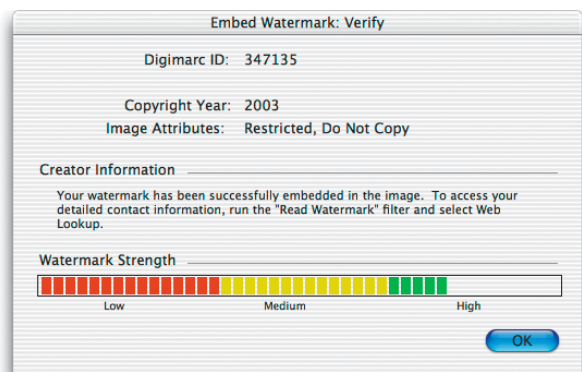 Embed Watermark: Verify
Digimarc ID: 347135
Copyright Year: 2003
Image Attributes: Restricted, Do Not Copy
Creator Information
Your watermark has been successfully embedded in the image. To access your
detailed contact information, run the "Read Watermark" filter and select Web
Lookup.
Watermark Strength
Low Medium High
OK